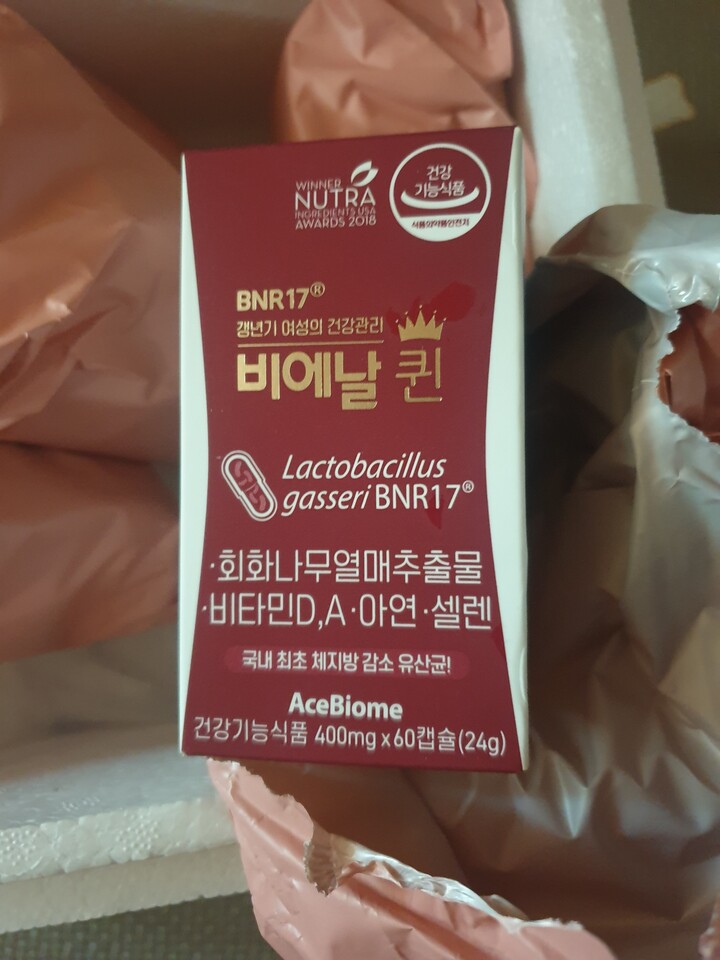 WINNER
NUTRA
INGREDIENTS USA
AWARDS 2018
건강
기능식품
식품의약품안전처
BNR17®
갱년기 여성의 건강관리
비에날 퀸
Lactobacillus
gasseri BNR17®
·회화나무열매추출물
·비타민D,A·아연·셀렌
국내 최초 체지방 감소 유산균!
AceBiome
건강기능식품 400mg x 60캡슐(24g)